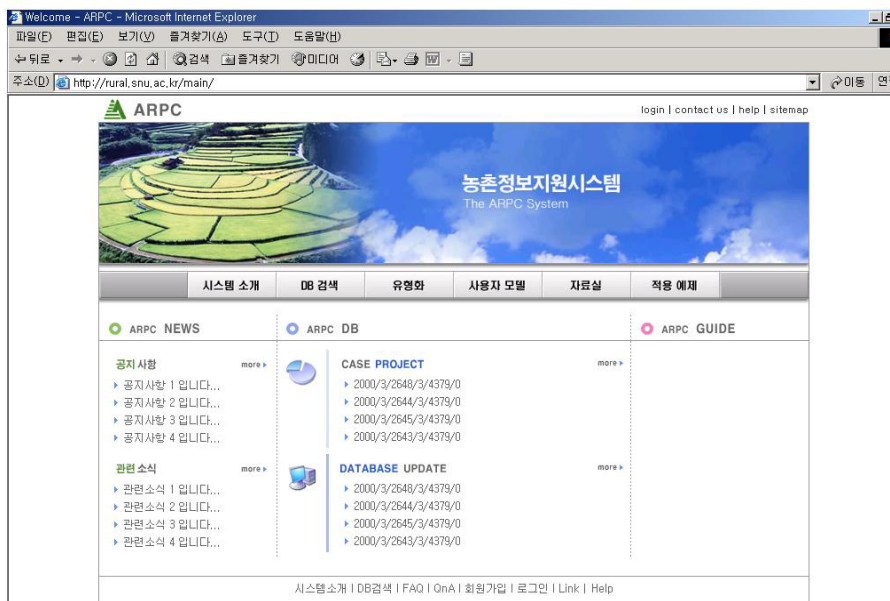 Welcome - ARPC - Microsoft Internet Explorer
파일(F) 편집(E) 보기(V) 즐겨찾기(A) 도구(T) 도움말(H)
뒤로 검색 즐겨찾기 미디어
주소(D) http://rural.snu.ac.kr/main/ 이동
ARPC
login | contact us | help | sitemap
농촌정보지원시스템
The ARPC System
시스템 소개 DB 검색 유형화 사용자 모델 자료실 적용 예제
ARPC NEWS
공지 사항 more
공지사항 1 입니다...
공지사항 2 입니다...
공지사항 3 입니다...
공지사항 4 입니다...
관련 소식 more
관련소식 1 입니다...
관련소식 2 입니다...
관련소식 3 입니다...
관련소식 4 입니다...
ARPC DB
CASE PROJECT more
2000/3/2648/3/4379/0
2000/3/2644/3/4379/0
2000/3/2645/3/4379/0
2000/3/2643/3/4379/0
DATABASE UPDATE more
2000/3/2648/3/4379/0
2000/3/2644/3/4379/0
2000/3/2645/3/4379/0
2000/3/2643/3/4379/0
ARPC GUIDE
시스템소개 | DB검색 | FAQ | QnA | 회원가입 | 로그인 | Link | Help